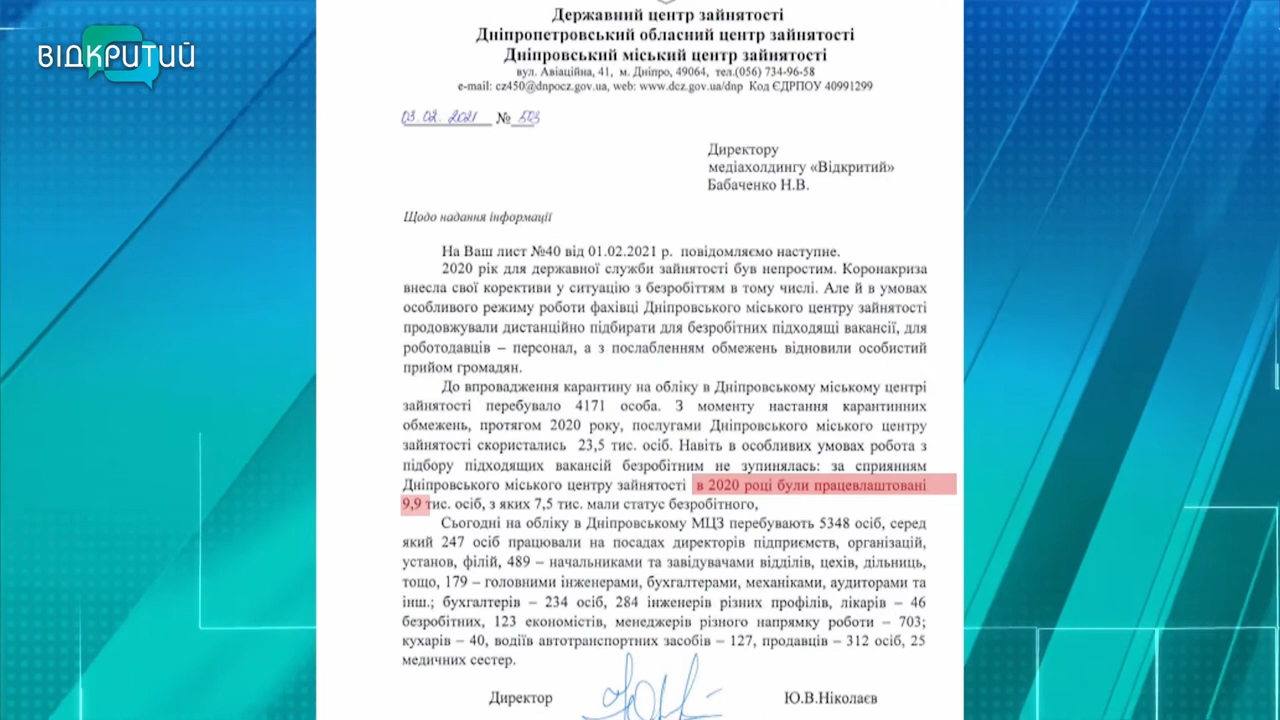 ВІДКРИТИЙ
Державний центр зайнятості
Дніпропетровський обласний центр зайнятості
Дніпровський міський центр зайнятості
вул. Авіаційна, 41, м. Дніпро, 49064, тел.(056) 734-96-58
e-mail: cz450@dnpocz.gov.ua, web: www.dcz.gov.ua/dnp Код ЄДРПОУ 40991299
03.02.2021 № 503
Директору
медіахолдингу «Відкритий»
Бабаченко Н.В.
Щодо надання інформації
На Ваш лист №40 від 01.02.2021 р. повідомляємо наступне.
2020 рік для державної служби зайнятості був непростим. Коронакриза
внесла свої корективи у ситуацію з безробіттям в тому числі. Але й в умовах
особливого режиму роботи фахівці Дніпровського міського центру зайнятості
продовжували дистанційно підбирати для безробітних підходящі вакансії, для
роботодавців – персонал, а з послабленням обмежень відновили особистий
прийом громадян.
До впровадження карантину на обліку в Дніпровському міському центрі
зайнятості перебувало 4171 особа. З моменту настання карантинних
обмежень, протягом 2020 року, послугами Дніпровського міського центру
зайнятості скористались 23,5 тис. осіб. Навіть в особливих умовах робота з
підбору підходящих вакансій безробітним не зупинялась: за сприянням
Дніпровського міського центру зайнятості в 2020 році були працевлаштовані
9,9 тис. осіб, з яких 7,5 тис. мали статус безробітного,
Сьогодні на обліку в Дніпровському МЦЗ перебувають 5348 осіб, серед
який 247 осіб працювали на посадах директорів підприємств, організацій,
установ, філій, 489 – начальниками та завідувачами відділів, цехів, дільниць,
тощо, 179 – головними інженерами, бухгалтерами, механіками, аудиторами та
інш.; бухгалтерів – 234 осіб, 284 інженерів різних профілів, лікарів – 46
безробітних, 123 економістів, менеджерів різного напрямку роботи – 703;
кухарів – 40, водіїв автотранспортних засобів – 127, продавців – 312 осіб, 25
медичних сестер.
Директор Ю.В.Ніколаєв